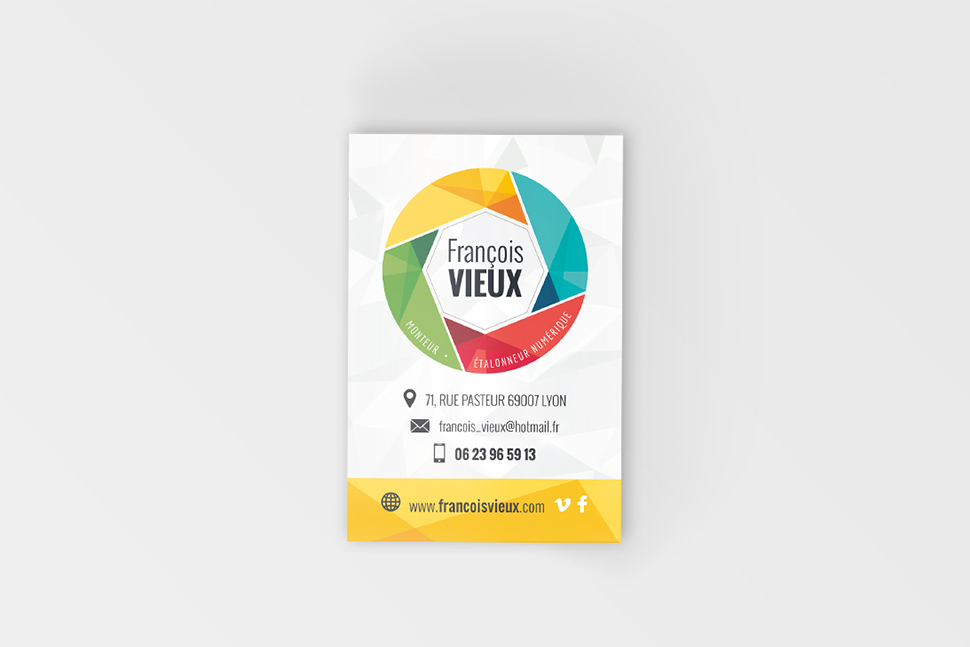 François
VIEUX
MONTEUR •
ÉTALONNEUR NUMÉRIQUE
71, RUE PASTEUR 69007 LYON
francois_vieux@hotmail.fr
06 23 96 59 13
www.francoisvieux.com